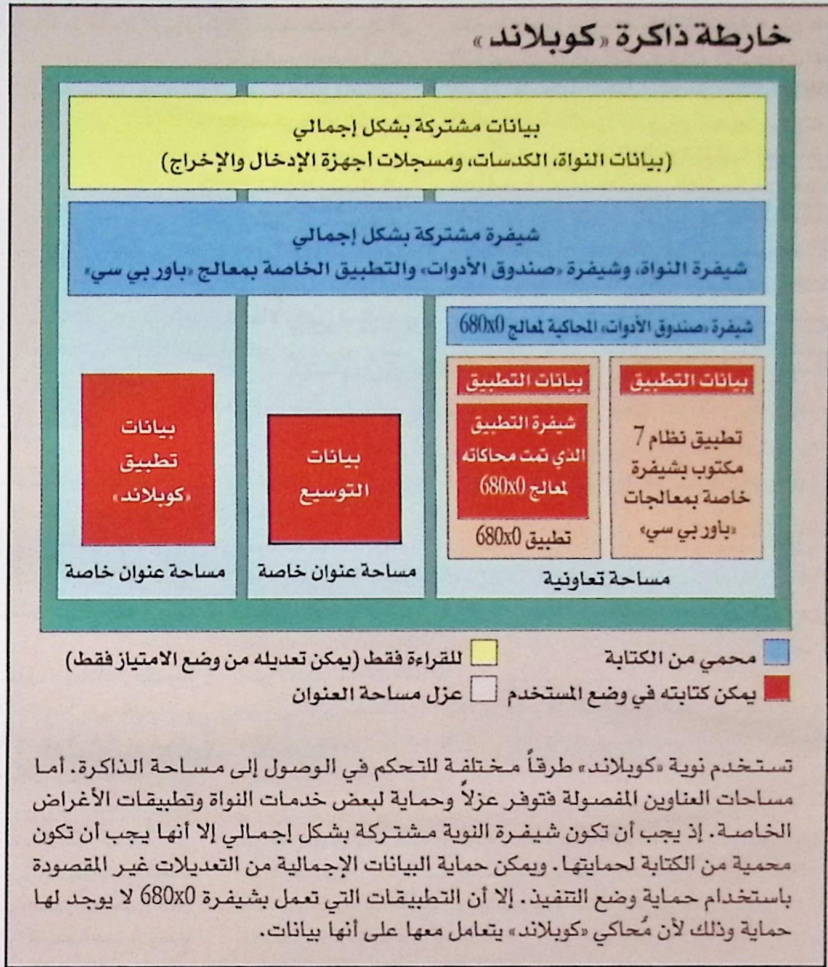 خارطة ذاكرة «كوبلاند»
بيانات مشتركة بشكل إجمالي
(بيانات النواة، الكدسات، ومسجلات أجهزة الإدخال والإخراج)
شيفرة مشتركة بشكل إجمالي
شيفرة النواة، وشيفرة «صندوق الأدوات» والتطبيق الخاصة بمعالج «باور بي سي»
شيفرة «صندوق الأدوات» المحاكية لمعالج 680x0
بيانات التطبيق
تطبيق نظام 7
مكتوب بشيفرة
خاصة بمعالجات
«باور بي سي»
بيانات التطبيق
شيفرة التطبيق
الذي تمت محاكاته
لمعالج 680x0
تطبيق 680x0
مساحة تعاونية
بيانات
التوسيع
مساحة عنوان خاصة
بيانات
تطبيق
«كوبلاند»
مساحة عنوان خاصة
محمي من الكتابة
للقراءة فقط (يمكن تعديله من وضع الامتياز فقط)
يمكن كتابته في وضع المستخدم
عزل مساحة العنوان
تستخدم نوية «كوبلاند» طرقاً مختلفة للتحكم في الوصول إلى مساحة الذاكرة. أما
مساحات العناوين المفصولة فتوفر عزلاً وحماية لبعض خدمات النواة وتطبيقات الأغراض
الخاصة. إذ يجب أن تكون شيفرة النوية مشتركة بشكل إجمالي إلا أنها يجب أن تكون
محمية من الكتابة لحمايتها. ويمكن حماية البيانات الإجمالية من التعديلات غير المقصودة
باستخدام حماية وضع التنفيذ. إلا أن التطبيقات التي تعمل بشيفرة 680x0 لا يوجد لها
حماية وذلك لأن مُحاكي «كوبلاند» يتعامل معها على أنها بيانات.